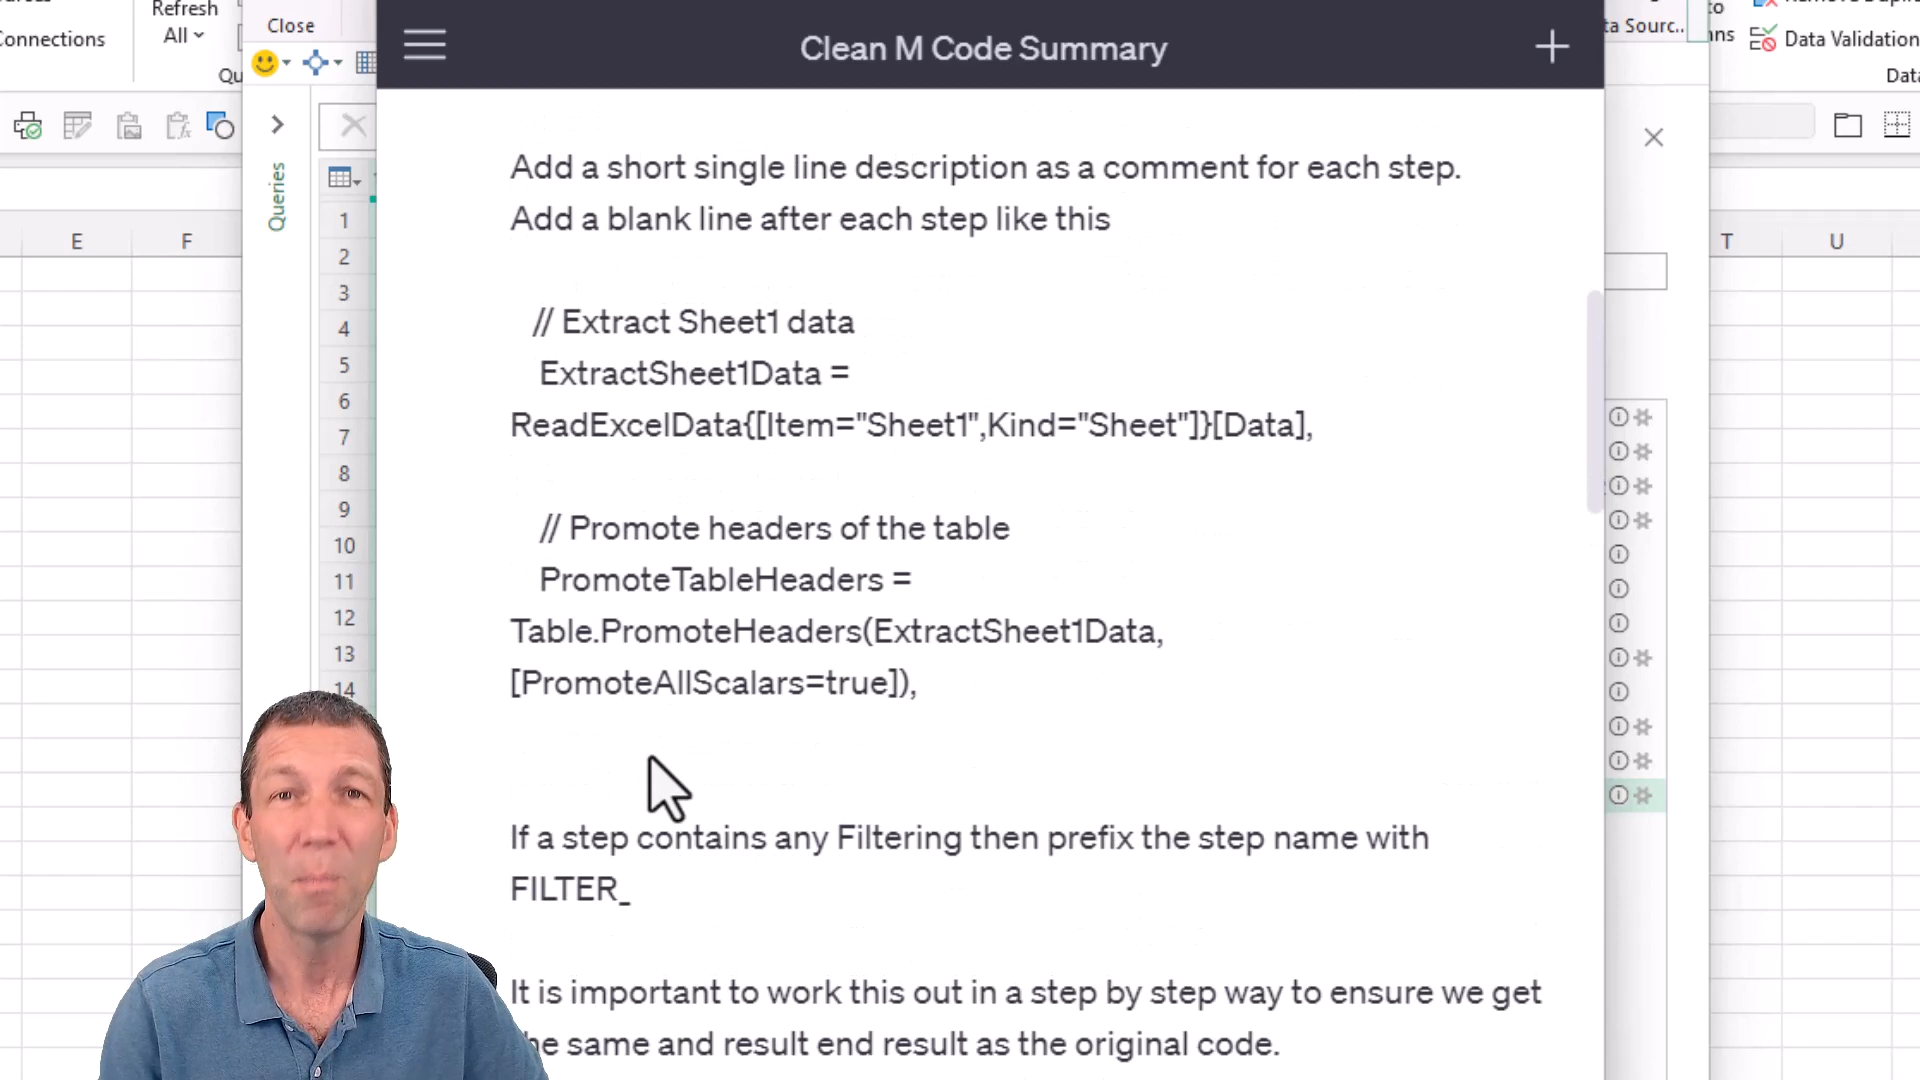 Refresh
All
Connections
Close
Clean M Code Summary
Data Validation
E
F
T
U
Queries
1
2
3
4
5
6
7
8
9
10
11
12
13
14
Add a short single line description as a comment for each step.
Add a blank line after each step like this
// Extract Sheet1 data
ExtractSheet1Data =
ReadExcelData{[Item="Sheet1",Kind="Sheet"]}[Data],
// Promote headers of the table
PromoteTableHeaders =
Table.PromoteHeaders(ExtractSheet1Data,
[PromoteAllScalars=true]),
If a step contains any Filtering then prefix the step name with
FILTER_
It is important to work this out in a step by step way to ensure we get
the same and result end result as the original code.